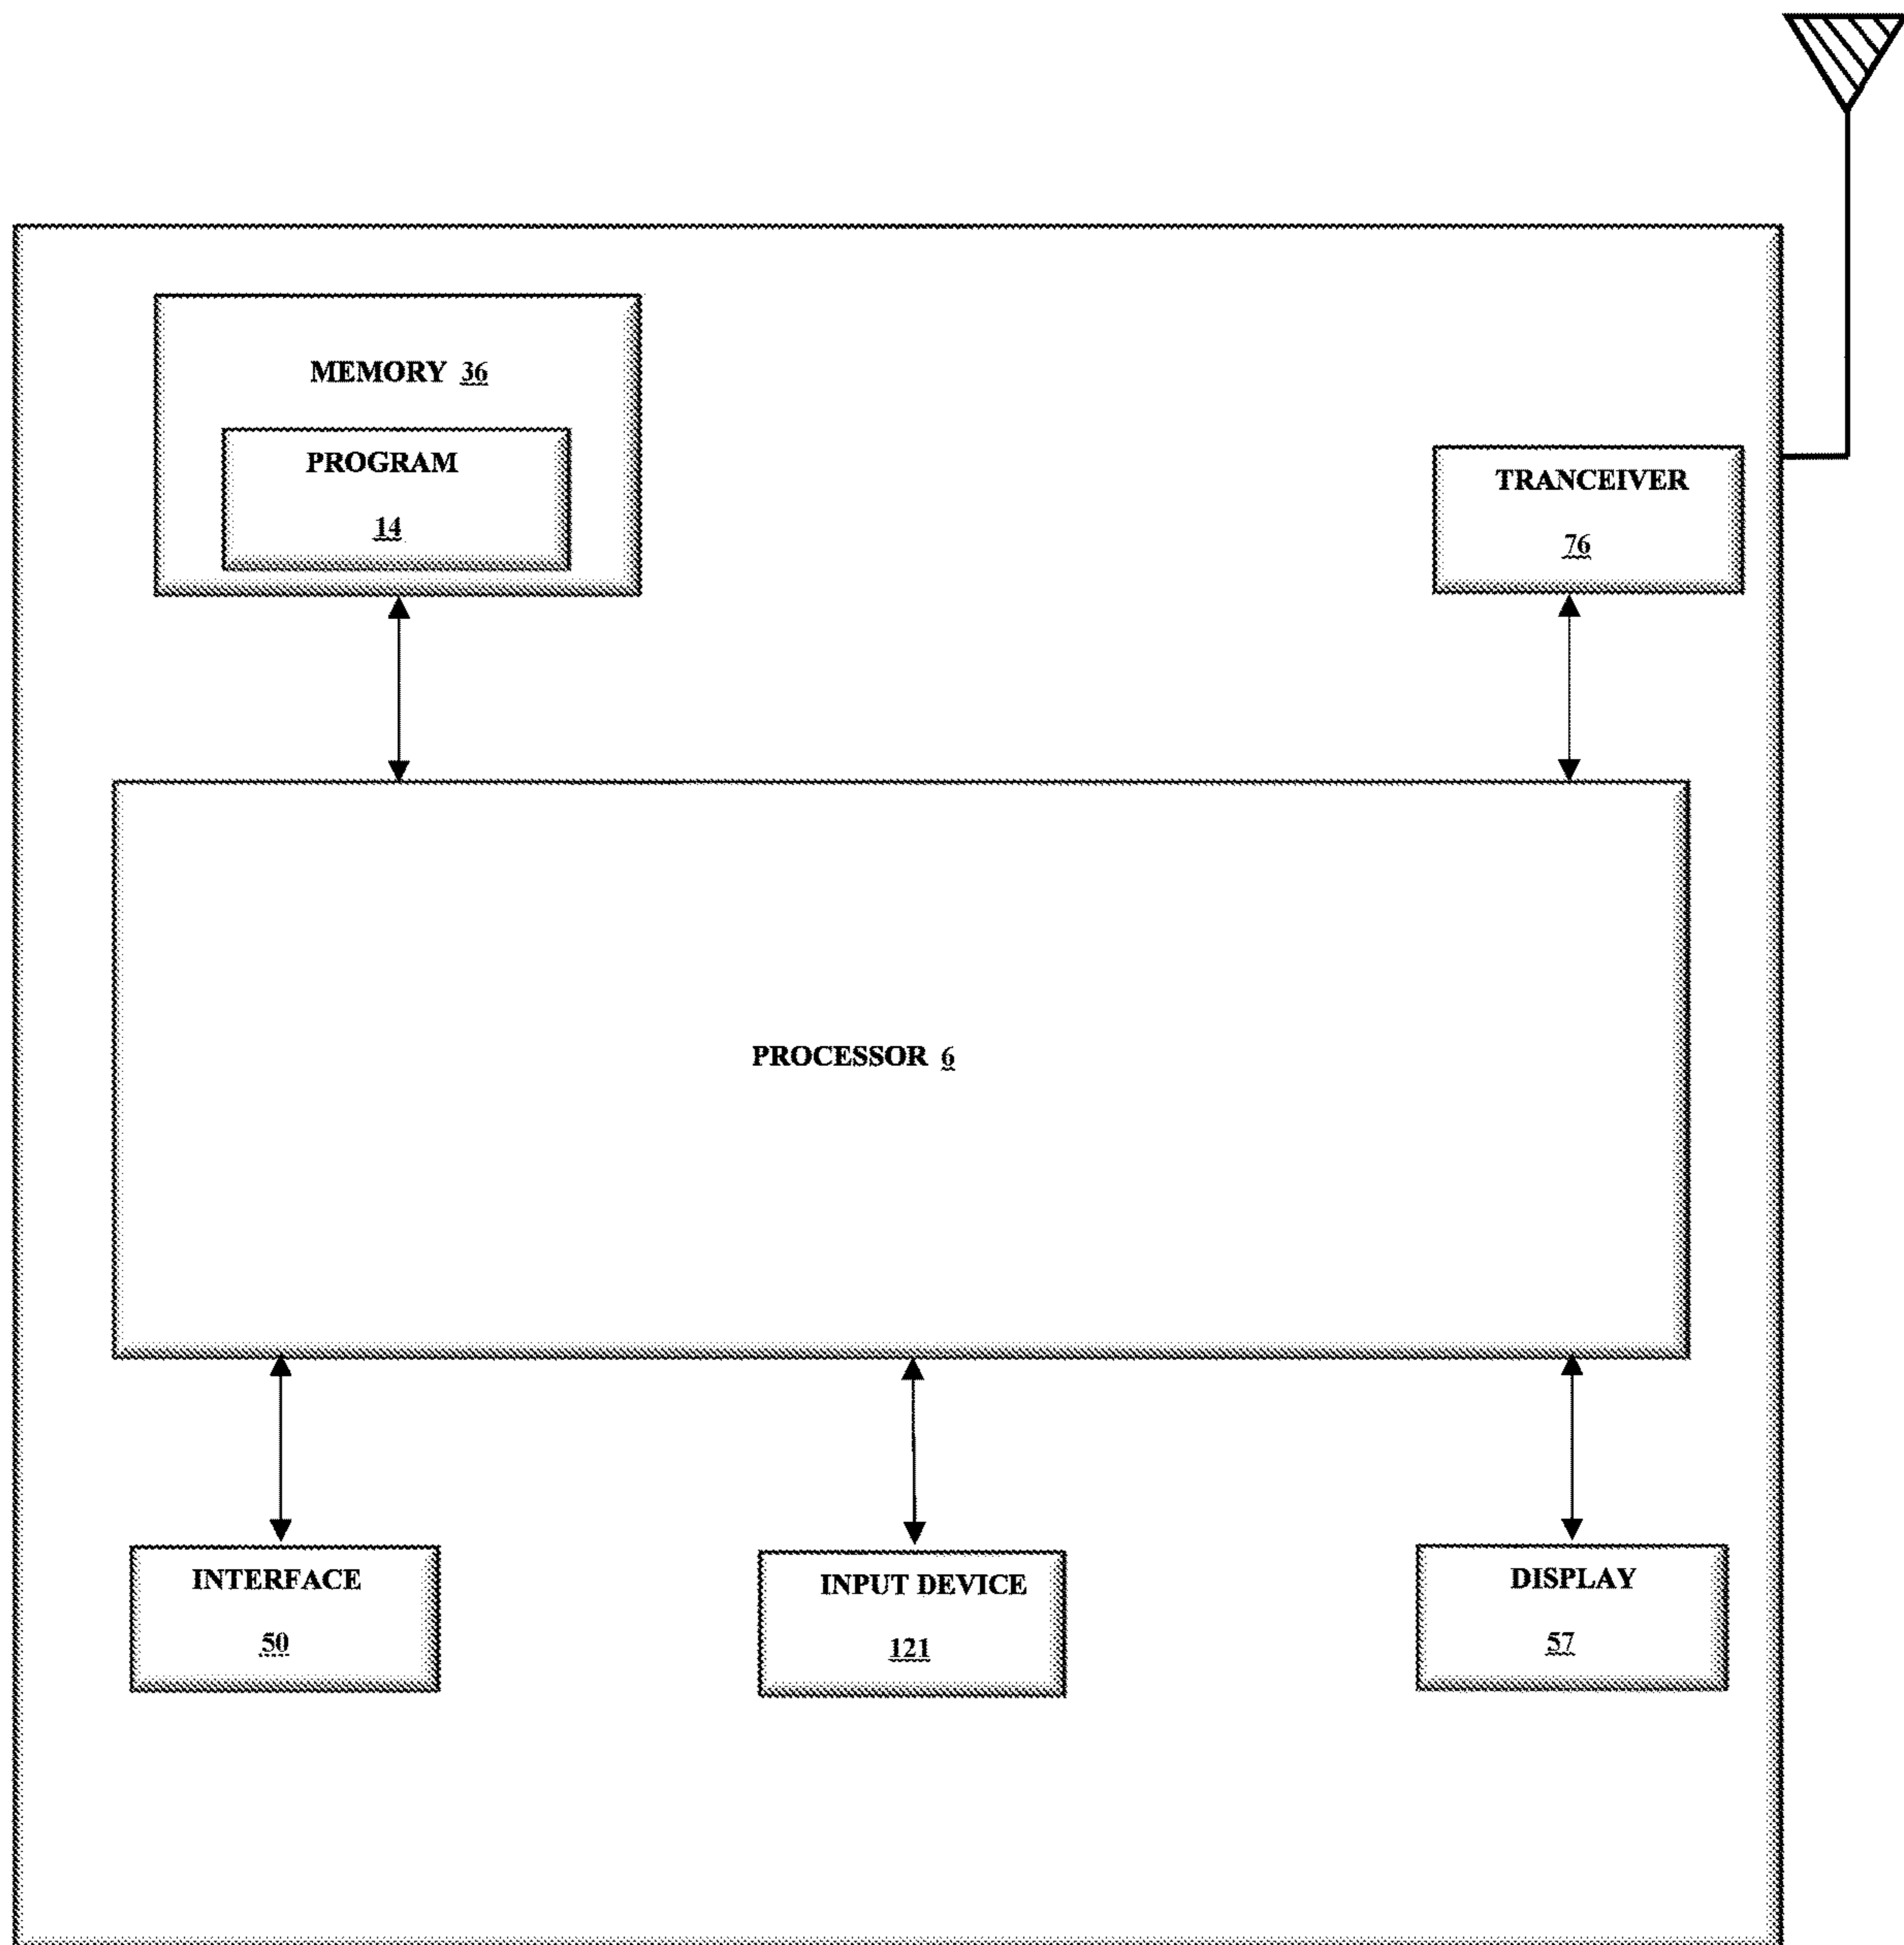 MEMORY 36
PROGRAM
14
TRANCEIVER
76
PROCESSOR 6
INTERFACE
50
INPUT DEVICE
121
DISPLAY
57